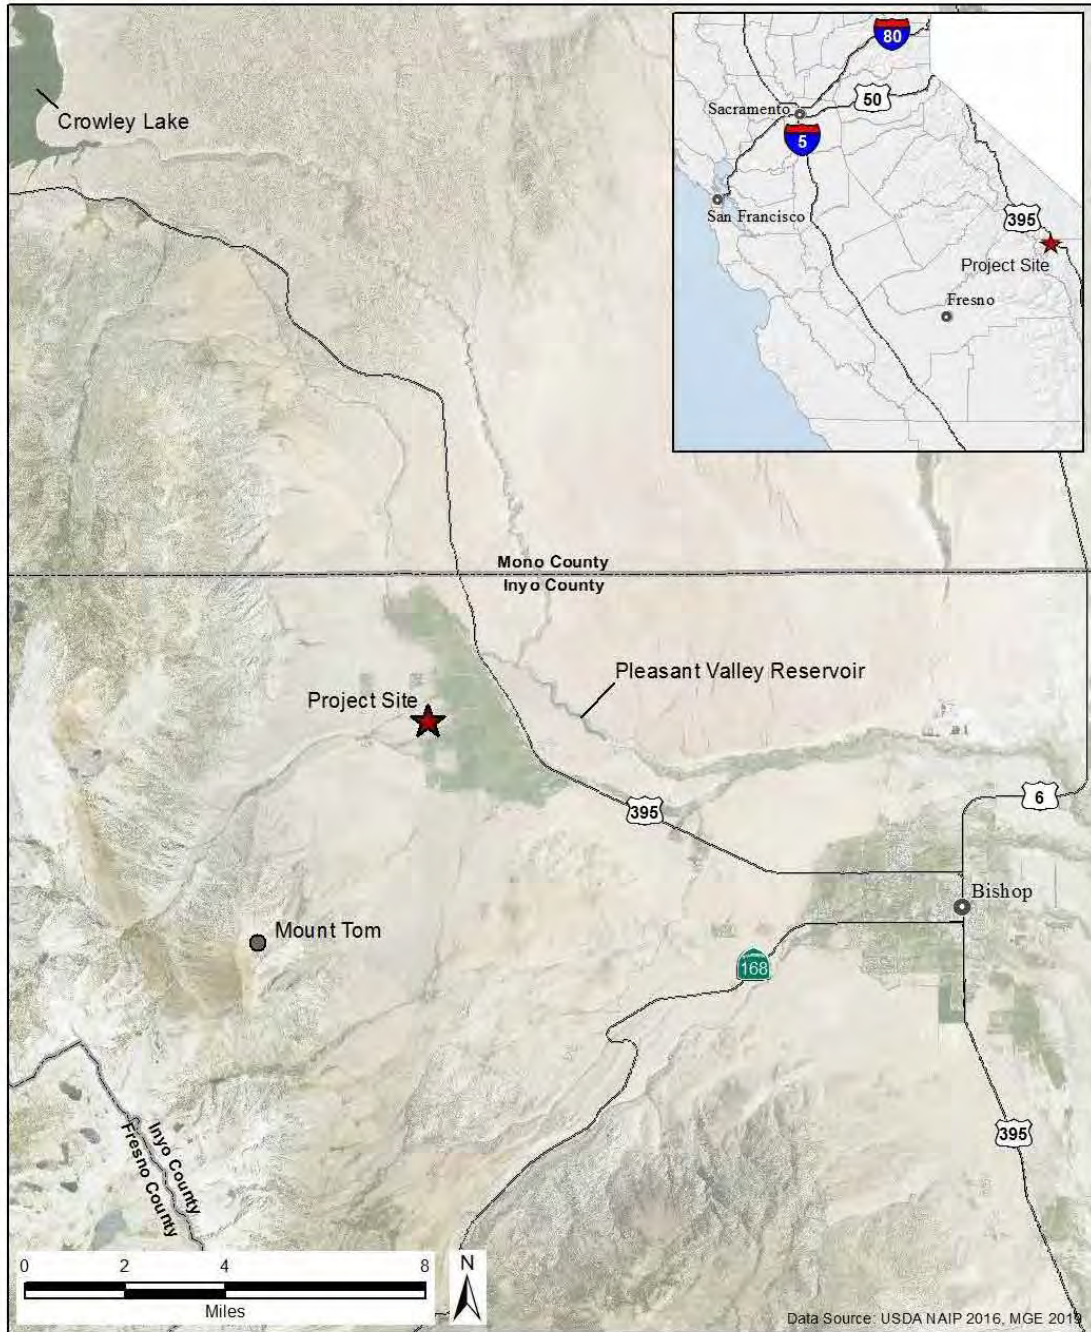 Crowley Lake
80
Sacramento
50
5
San Francisco
395
Project Site
Fresno
Mono County
Inyo County
Pleasant Valley Reservoir
Project Site
395
6
Bishop
Mount Tom
168
395
Inyo County
Fresno County
0 2 4 8
Miles
N
Data Source: USDA NAIP 2016, MGE 2019